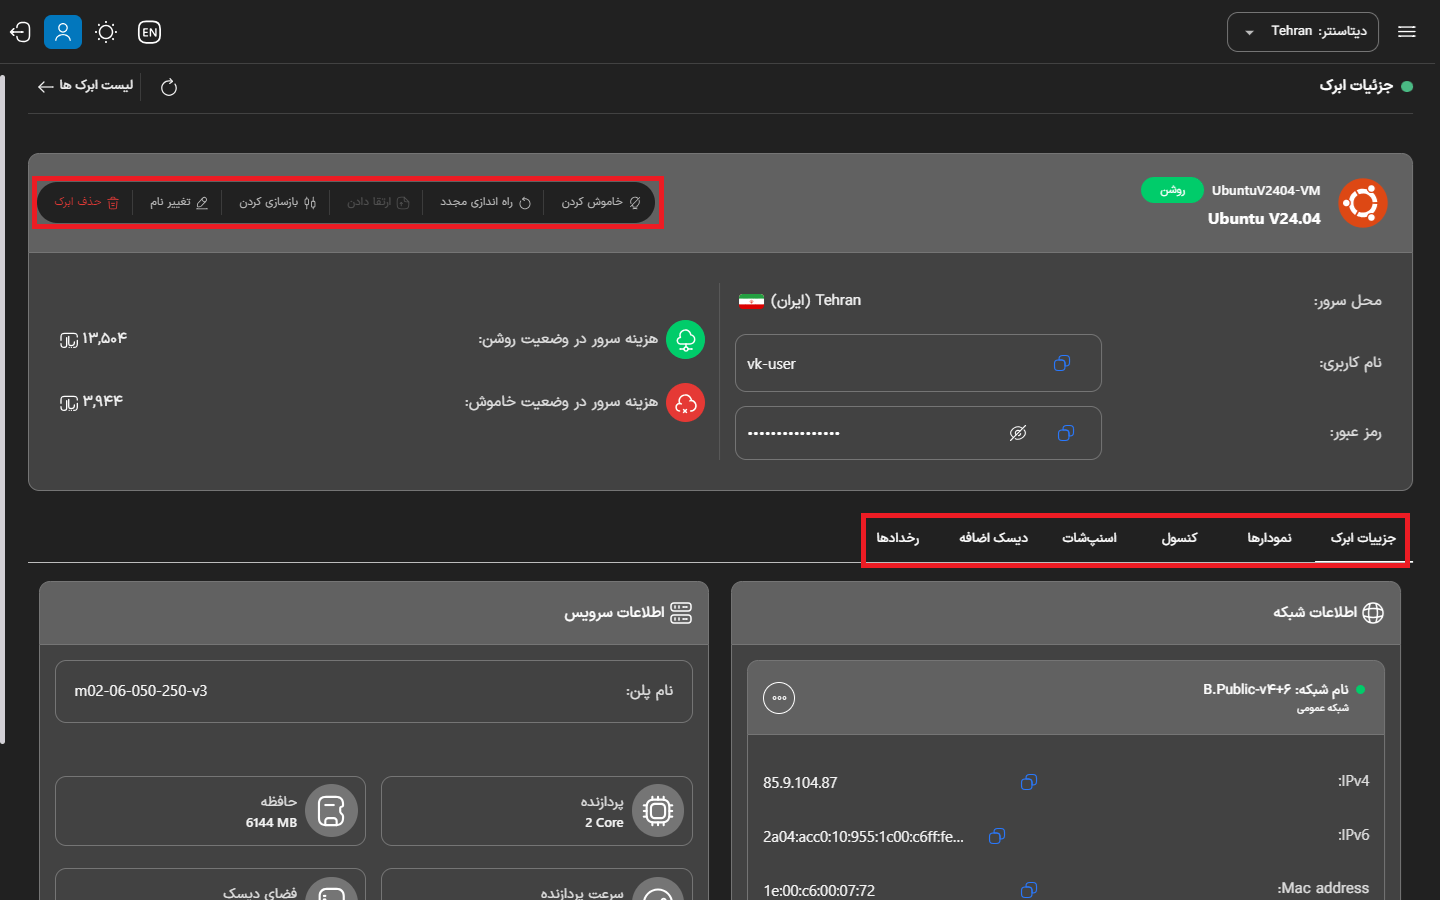 EN
دیتاسنتر: Tehran
جزئیات ابرک
لیست ابرک ها
UbuntuV2404-VM
روشن
Ubuntu V24.04
خاموش کردن
راه اندازی مجدد
ارتقا دادن
بازسازی کردن
تغییر نام
حذف ابرک
محل سرور:
Tehran (ایران)
نام کاربری:
vk-user
رمز عبور:
••••••••••••••••
هزینه سرور در وضعیت روشن:
۱۳,۵۰۴ ﷼
هزینه سرور در وضعیت خاموش:
۳,۹۴۴ ﷼
جزییات ابرک
نمودارها
کنسول
اسنپ‌شات
دیسک اضافه
رخدادها
اطلاعات شبکه
نام شبکه: B.Public-v۴+۶
شبکه عمومی
IPv4:
85.9.104.87
IPv6:
2a04:acc0:10:955:1c00:c6ff:fe...
Mac address:
1e:00:c6:00:07:72
اطلاعات سرویس
نام پلن:
m02-06-050-250-v3
پردازنده
2 Core
حافظه
6144 MB
سرعت پردازنده
فضای دیسک